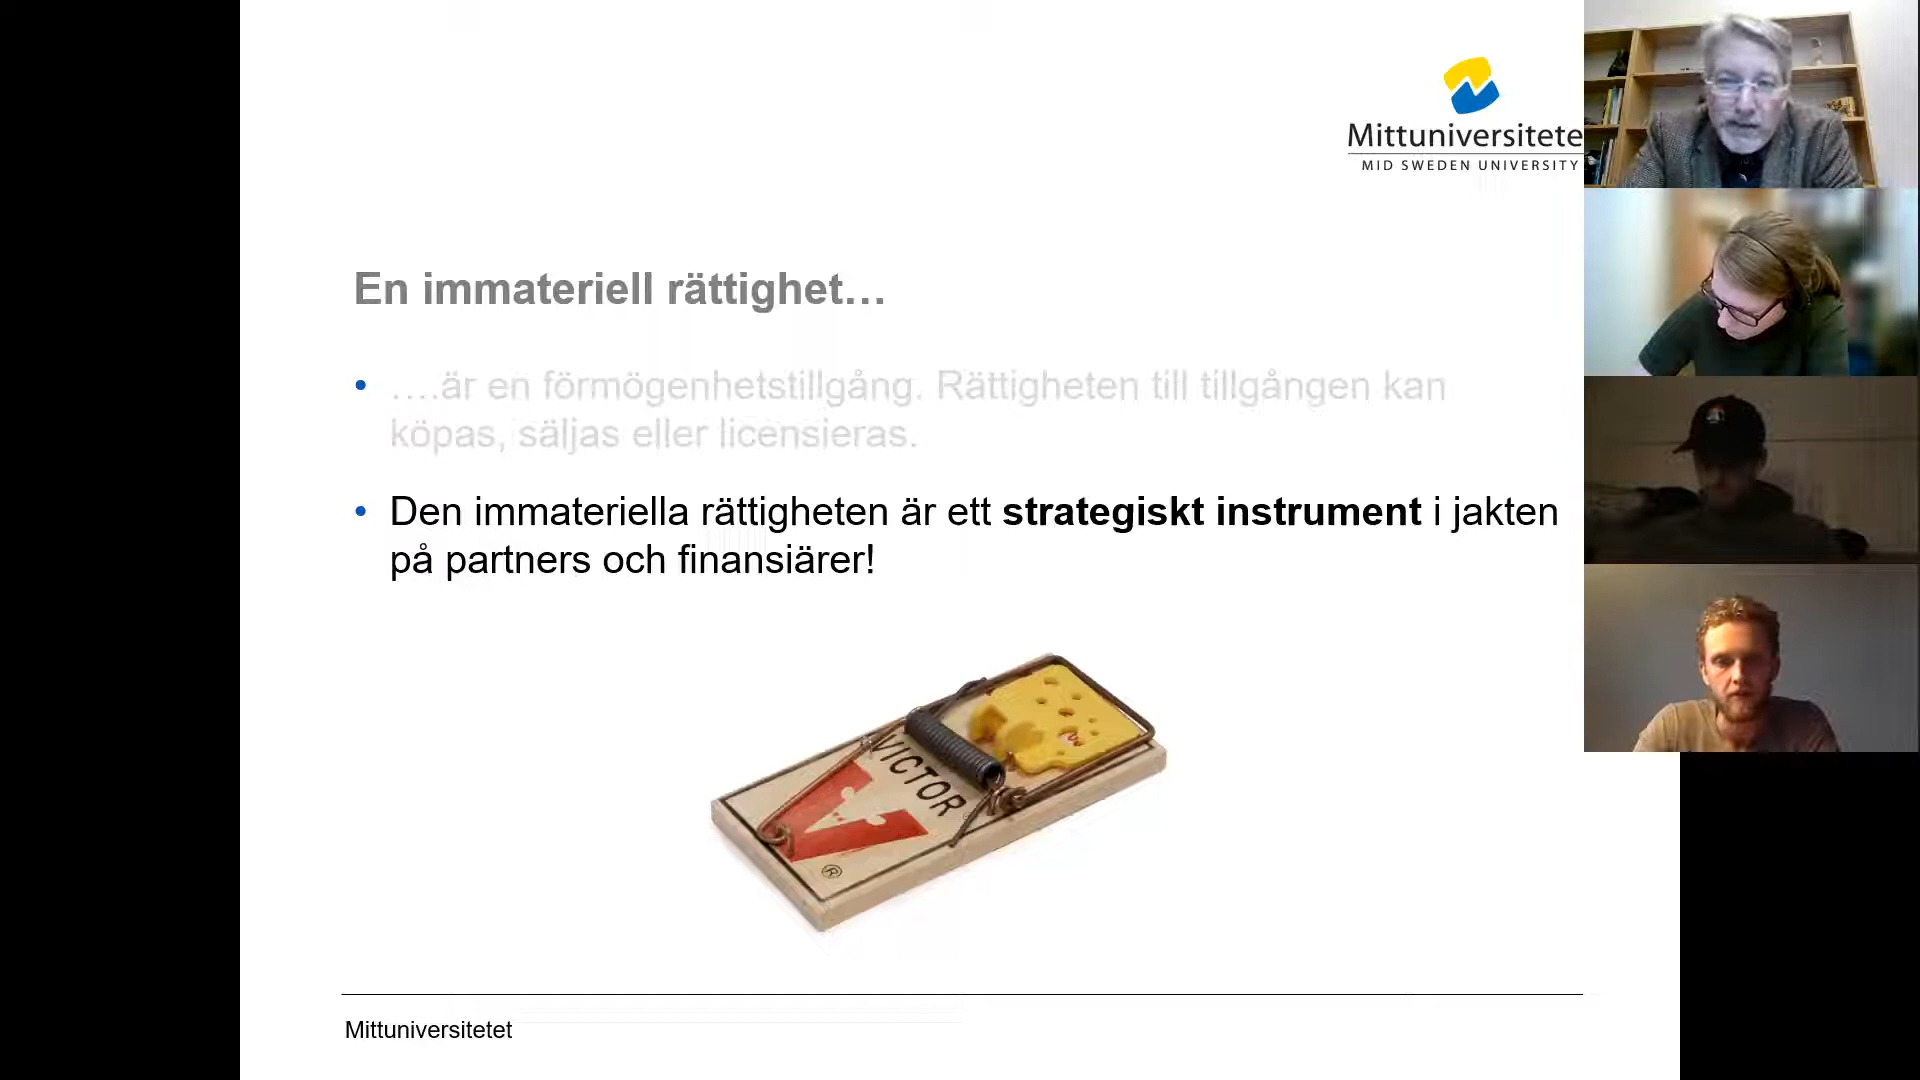 Mittuniversitete
MID SWEDEN UNIVERSITY
En immateriell rättighet…
• ….är en förmögenhetstillgång. Rättigheten till tillgången kan
köpas, säljas eller licensieras.
• Den immateriella rättigheten är ett strategiskt instrument i jakten
på partners och finansiärer!
VICTOR
®
Mittuniversitetet